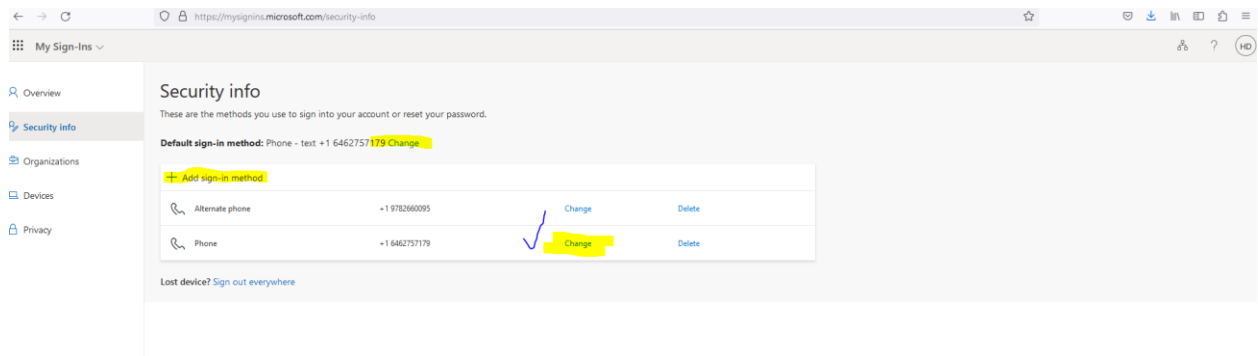 https://mysignins.microsoft.com/security-info
My Sign-Ins
? HD
Overview
Security info
Organizations
Devices
Privacy
Security info
These are the methods you use to sign into your account or reset your password.
Default sign-in method: Phone - text +1 6462757179 Change
+ Add sign-in method
Alternate phone +1 9782660095 Change Delete
Phone +1 6462757179 Change Delete
Lost device? Sign out everywhere